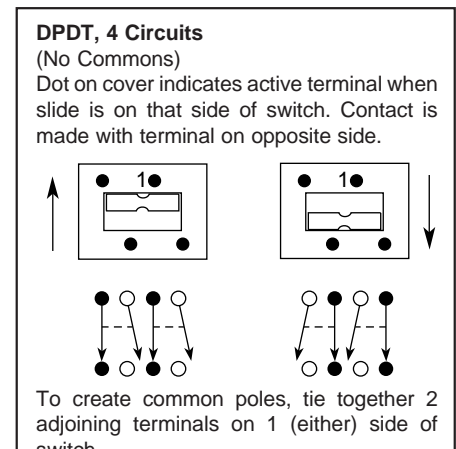 DPDT, 4 Circuits
(No Commons)
Dot on cover indicates active terminal when
slide is on that side of switch. Contact is
made with terminal on opposite side.
1 1
To create common poles, tie together 2
adjoining terminals on 1 (either) side of
switch